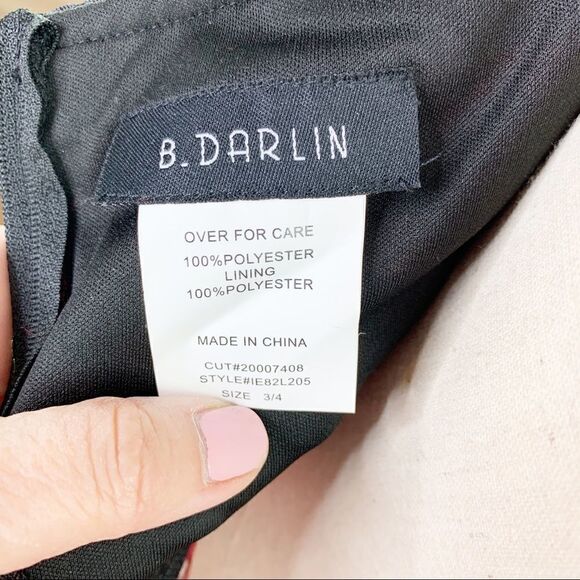 B. DARLIN
OVER FOR CARE
100%POLYESTER
LINING
100%POLYESTER
MADE IN CHINA
CUT#20007408
STYLE#IE82L205
SIZE 3/4